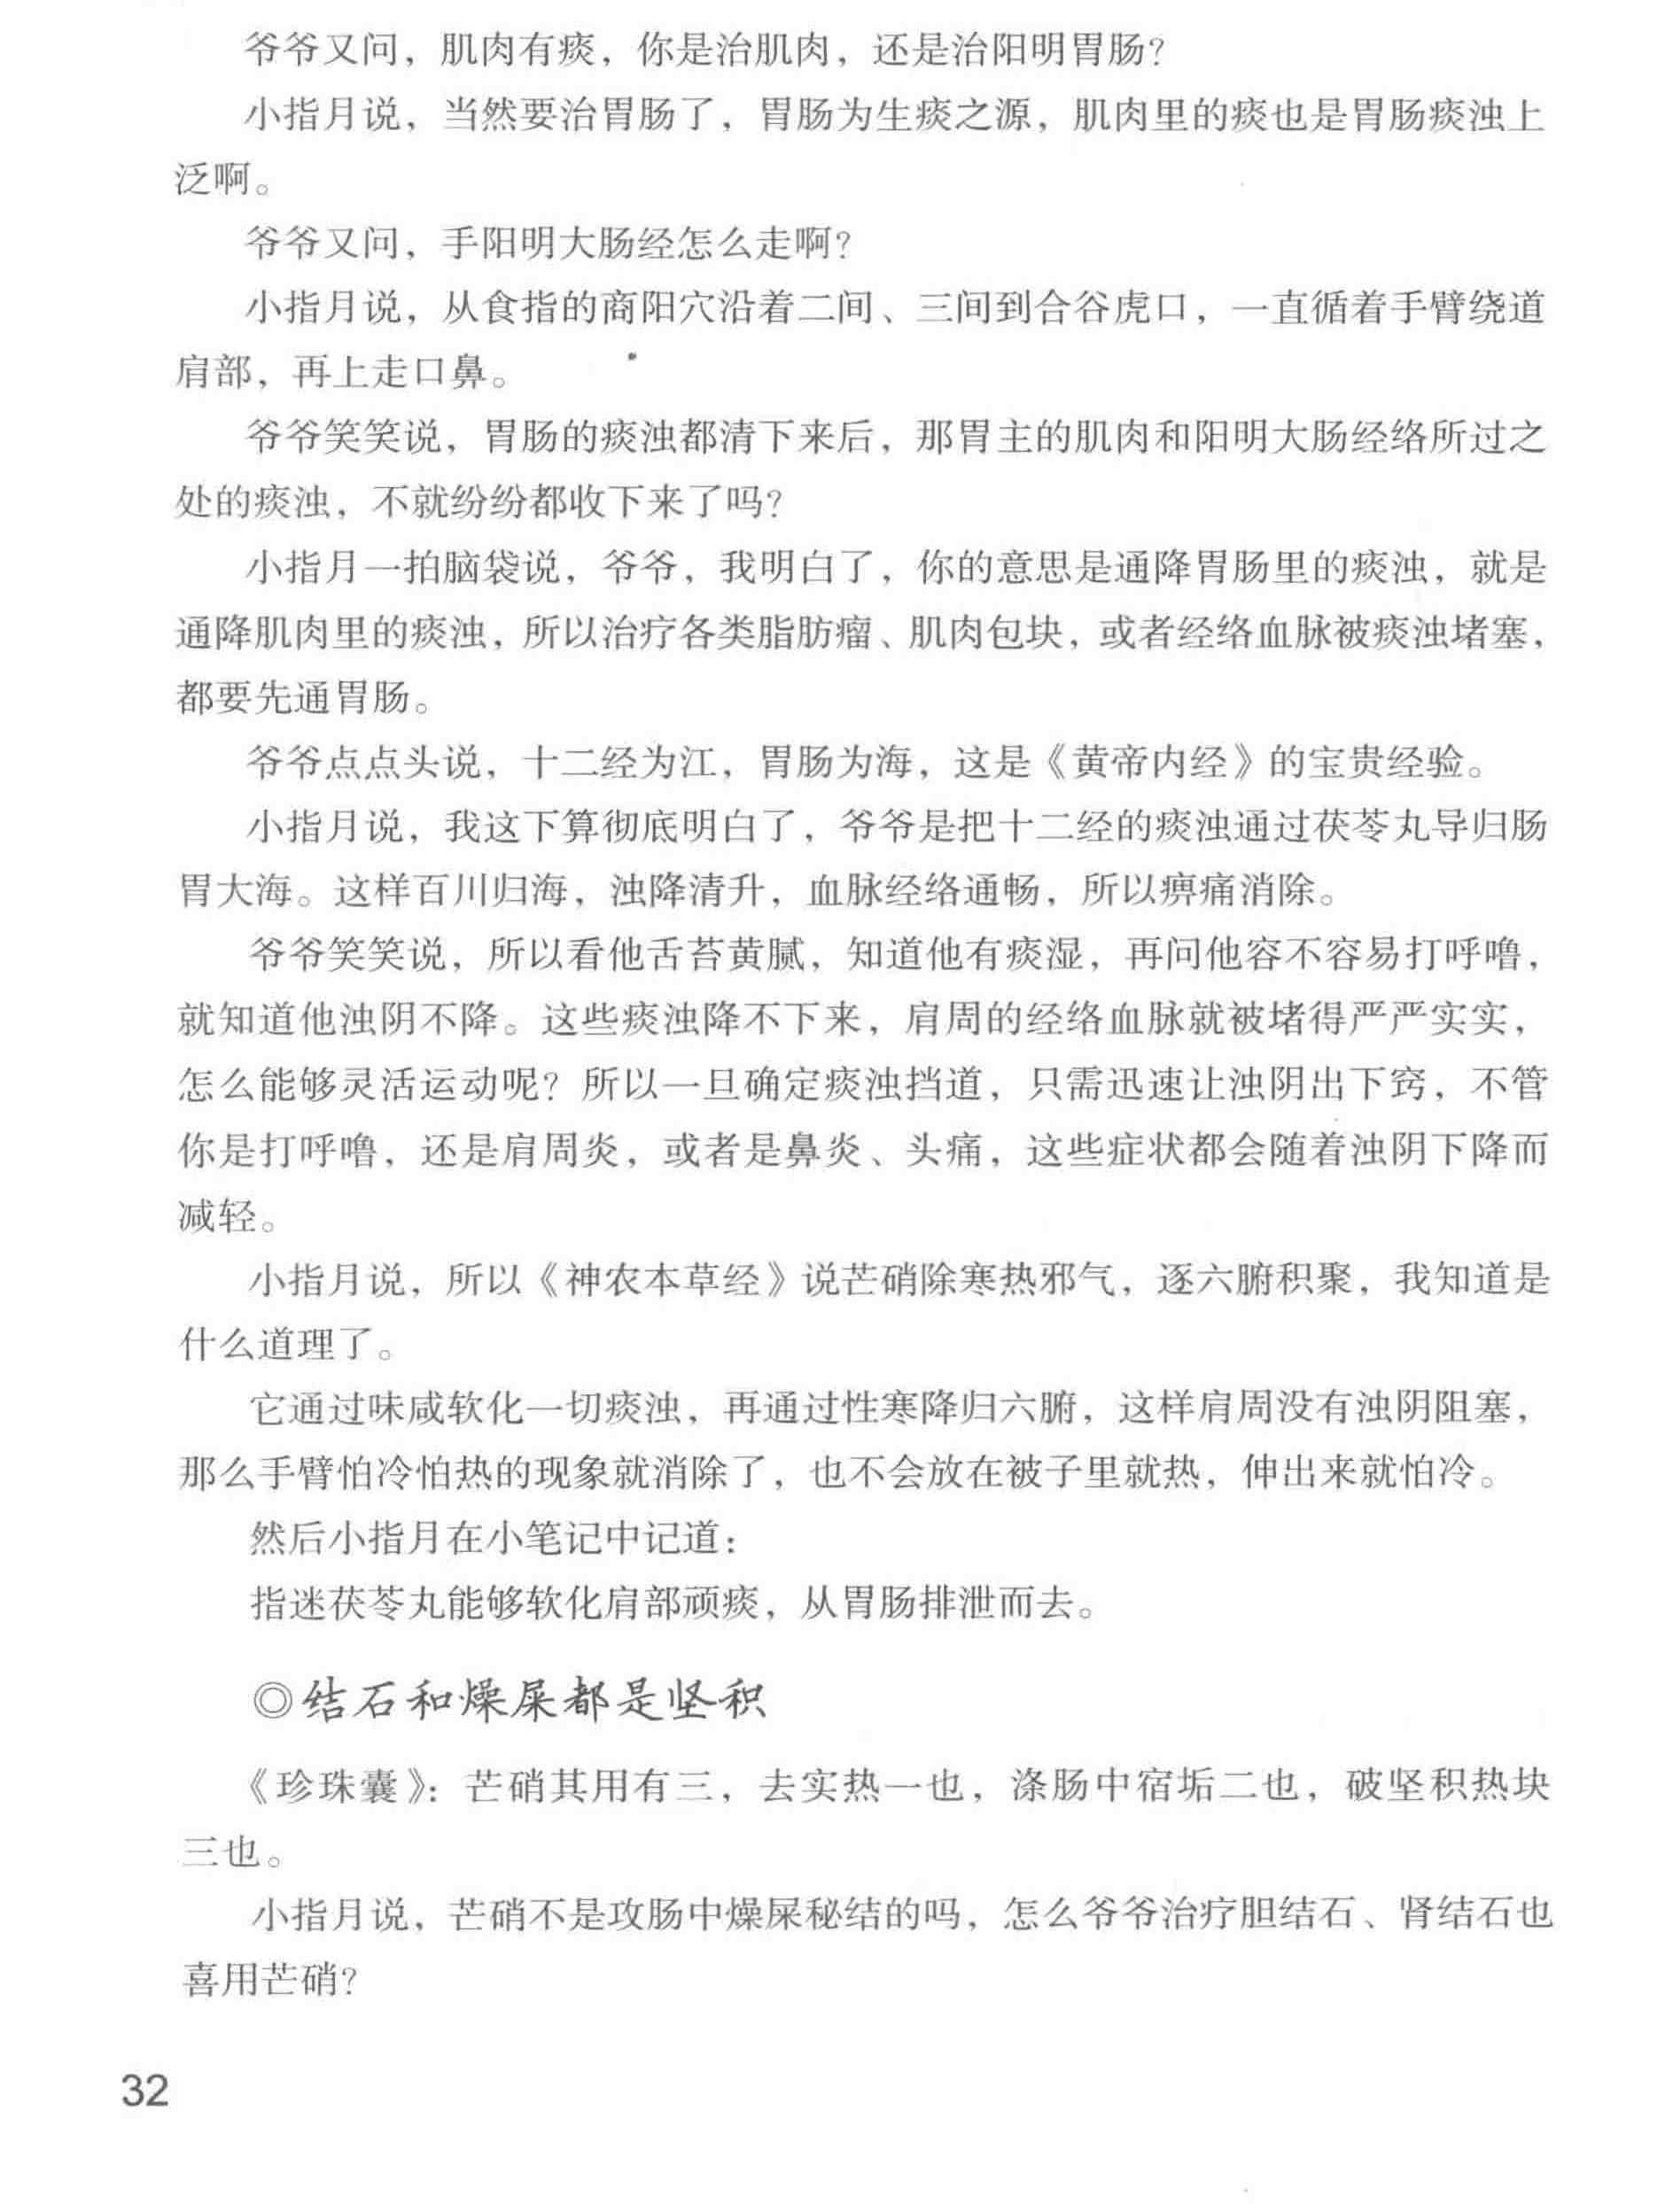 爷爷又问，肌肉有痰，你是治肌肉，还是治阳明胃肠？
小指月说，当然要治胃肠了，胃肠为生痰之源，肌肉里的痰也是胃肠痰浊上
泛啊。
爷爷又问，手阳明大肠经怎么走啊？
小指月说，从食指的商阳穴沿着二间、三间到合谷虎口，一直循着手臂绕道
肩部，再上走口鼻。
爷爷笑笑说，胃肠的痰浊都清下来后，那胃主的肌肉和阳明大肠经络所过之
处的痰浊，不就纷纷都收下来了吗？
小指月一拍脑袋说，爷爷，我明白了，你的意思是通降胃肠里的痰浊，就是
通降肌肉里的痰浊，所以治疗各类脂肪瘤、肌肉包块，或者经络血脉被痰浊堵塞，
都要先通胃肠。
爷爷点点头说，十二经为江，胃肠为海，这是《黄帝内经》的宝贵经验。
小指月说，我这下算彻底明白了，爷爷是把十二经的痰浊通过茯苓丸导归肠
胃大海。这样百川归海，浊降清升，血脉经络通畅，所以痹痛消除。
爷爷笑笑说，所以看他舌苔黄腻，知道他有痰湿，再问他容不容易打呼噜，
就知道他浊阴不降。这些痰浊降不下来，肩周的经络血脉就被堵得严严实实，
怎么能够灵活运动呢？所以一旦确定痰浊挡道，只需迅速让浊阴出下窍，不管
你是打呼噜，还是肩周炎，或者是鼻炎、头痛，这些症状都会随着浊阴下降而
减轻。
小指月说，所以《神农本草经》说芒硝除寒热邪气，逐六腑积聚，我知道是
什么道理了。
它通过味咸软化一切痰浊，再通过性寒降归六腑，这样肩周没有浊阴阻塞，
那么手臂怕冷怕热的现象就消除了，也不会放在被子里就热，伸出来就怕冷。
然后小指月在小笔记中记道：
指迷茯苓丸能够软化肩部顽痰，从胃肠排泄而去。
◎结石和燥屎都是坚积
《珍珠囊》：芒硝其用有三，去实热一也，涤肠中宿垢二也，破坚积热块
三也。
小指月说，芒硝不是攻肠中燥屎秘结的吗，怎么爷爷治疗胆结石、肾结石也
喜用芒硝？
32